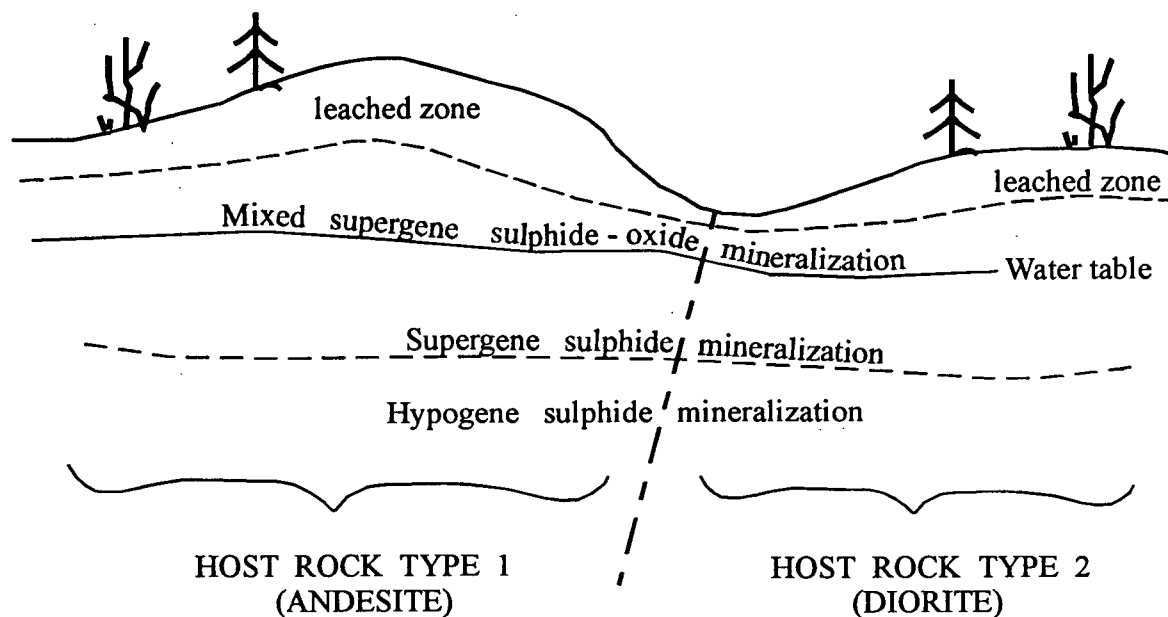 leached zone
leached zone
Mixed supergene sulphide - oxide mineralization
Water table
Supergene sulphide mineralization
Hypogene sulphide mineralization
HOST ROCK TYPE 1
(ANDESITE)
HOST ROCK TYPE 2
(DIORITE)